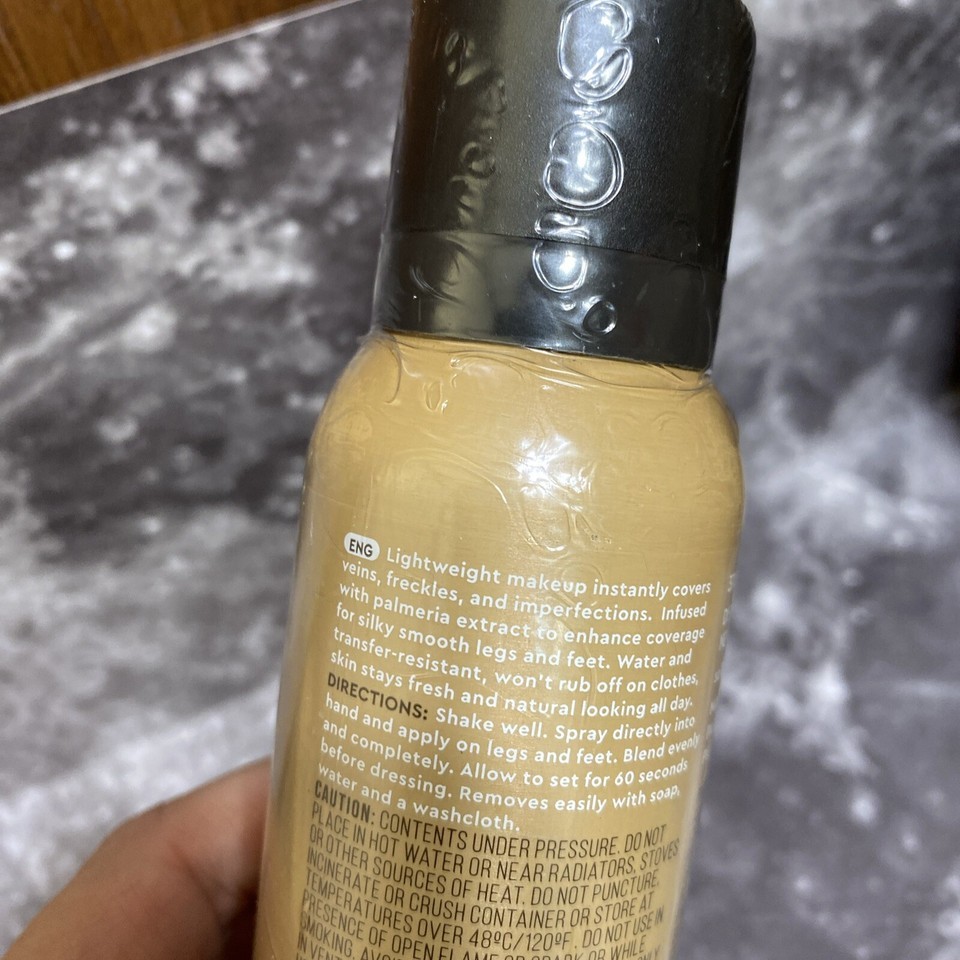 ENG Lightweight makeup instantly covers
veins, freckles, and imperfections. Infused
with palmeria extract to enhance coverage
for silky smooth legs and feet. Water and
transfer-resistant, won't rub off on clothes,
skin stays fresh and natural looking all day.
DIRECTIONS: Shake well. Spray directly into
hand and apply on legs and feet. Blend evenly
and completely. Allow to set for 60 seconds
before dressing. Removes easily with soap,
water and a washcloth.
CAUTION: CONTENTS UNDER PRESSURE. DO NOT
PLACE IN HOT WATER OR NEAR RADIATORS, STOVES
OR OTHER SOURCES OF HEAT. DO NOT PUNCTURE,
INCINERATE OR CRUSH CONTAINER OR STORE AT
TEMPERATURES OVER 48ºC/120ºF. DO NOT USE IN
PRESENCE OF OPEN FLAME OR SPARK OR WHILE
SMOKING.